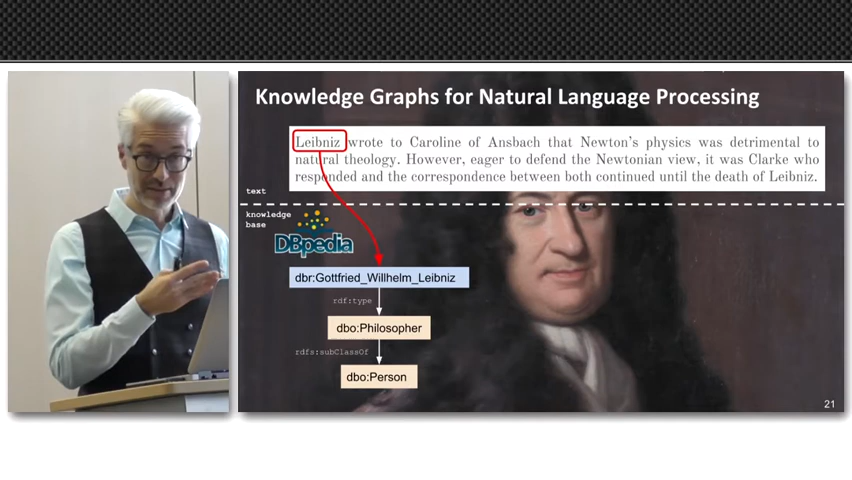 Knowledge Graphs for Natural Language Processing
Leibniz wrote to Caroline of Ansbach that Newton's physics was detrimental to
natural theology. However, eager to defend the Newtonian view, it was Clarke who
responded and the correspondence between both continued until the death of Leibniz.
text
knowledge
base
DBpedia
dbr:Gottfried_Willhelm_Leibniz
rdf:type
dbo:Philosopher
rdfs:subClassOf
dbo:Person
21